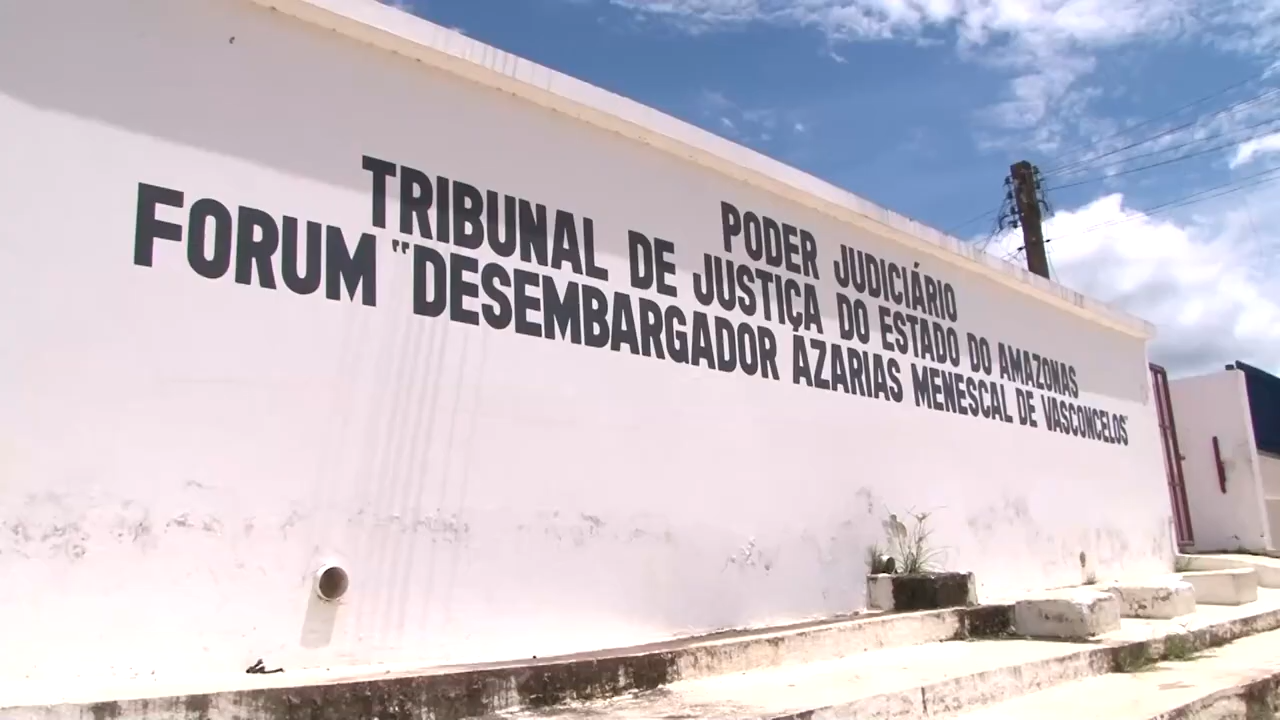 PODER JUDICIÁRIO
TRIBUNAL DE JUSTIÇA DO ESTADO DO AMAZONAS
FORUM "DESEMBARGADOR AZARIAS MENESCAL DE VASCONCELOS"